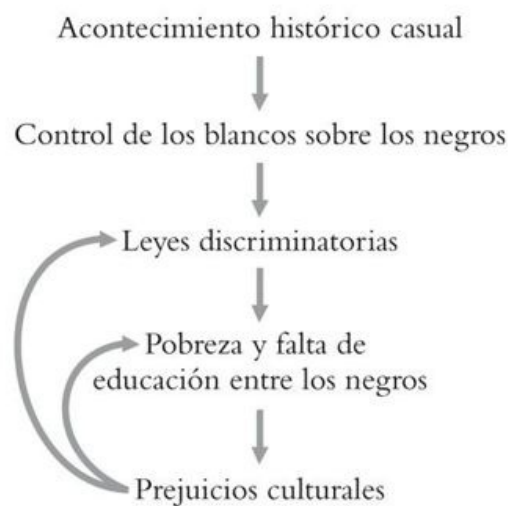 Acontecimiento histórico casual
Control de los blancos sobre los negros
Leyes discriminatorias
Pobreza y falta de
educación entre los negros
Prejuicios culturales